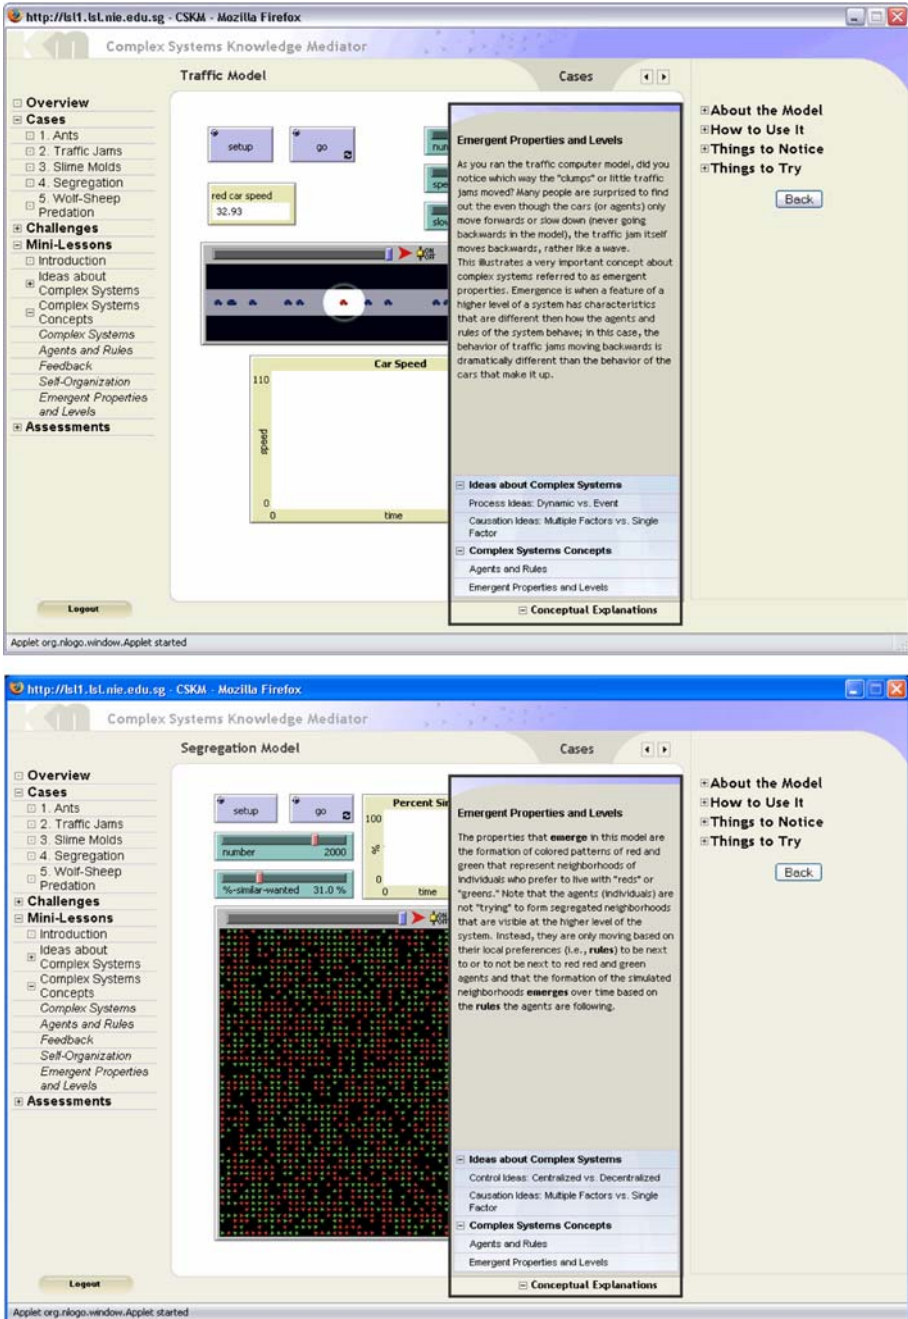 http://lsl1.lsl.nie.edu.sg - CSKM - Mozilla Firefox
km
Complex Systems Knowledge Mediator
Traffic Model
Cases
Overview
Cases
1. Ants
2. Traffic Jams
3. Slime Molds
4. Segregation
5. Wolf-Sheep
Predation
Challenges
Mini-Lessons
Introduction
Ideas about
Complex Systems
Complex Systems
Concepts
Complex Systems
Agents and Rules
Feedback
Self-Organization
Emergent Properties
and Levels
Assessments
Logout
setup
go
red car speed
32.93
num
spe
slov
ON
OFF
Car Speed
110
speed
0
0
time
Emergent Properties and Levels
As you ran the traffic computer model, did you
notice which way the "clumps" or little traffic
jams moved? Many people are surprised to find
out the even though the cars (or agents) only
move forwards or slow down (never going
backwards in the model), the traffic jam itself
moves backwards, rather like a wave.
This illustrates a very important concept about
complex systems referred to as emergent
properties. Emergence is when a feature of a
higher level of a system has characteristics
that are different then how the agents and
rules of the system behave; in this case, the
behavior of traffic jams moving backwards is
dramatically different than the behavior of the
cars that make it up.
Ideas about Complex Systems
Process Ideas: Dynamic vs. Event
Causation Ideas: Multiple Factors vs. Single
Factor
Complex Systems Concepts
Agents and Rules
Emergent Properties and Levels
Conceptual Explanations
About the Model
How to Use It
Things to Notice
Things to Try
Back
Applet org.nlogo.window.Applet started
http://lsl1.lsl.nie.edu.sg - CSKM - Mozilla Firefox
km
Complex Systems Knowledge Mediator
Segregation Model
Cases
Overview
Cases
1. Ants
2. Traffic Jams
3. Slime Molds
4. Segregation
5. Wolf-Sheep
Predation
Challenges
Mini-Lessons
Introduction
Ideas about
Complex Systems
Complex Systems
Concepts
Complex Systems
Agents and Rules
Feedback
Self-Organization
Emergent Properties
and Levels
Assessments
Logout
setup
go
number 2000
%-similar-wanted 31.0 %
Percent Sim
100
%
0
0
time
ON
OFF
Emergent Properties and Levels
The properties that emerge in this model are
the formation of colored patterns of red and
green that represent neighborhoods of
individuals who prefer to live with "reds" or
"greens." Note that the agents (individuals) are
not "trying" to form segregated neighborhoods
that are visible at the higher level of the
system. Instead, they are only moving based on
their local preferences (i.e., rules) to be next
to or to not be next to red red and green
agents and that the formation of the simulated
neighborhoods emerges over time based on
the rules the agents are following.
Ideas about Complex Systems
Control Ideas: Centralized vs. Decentralized
Causation Ideas: Multiple Factors vs. Single
Factor
Complex Systems Concepts
Agents and Rules
Emergent Properties and Levels
Conceptual Explanations
About the Model
How to Use It
Things to Notice
Things to Try
Back
Applet org.nlogo.window.Applet started